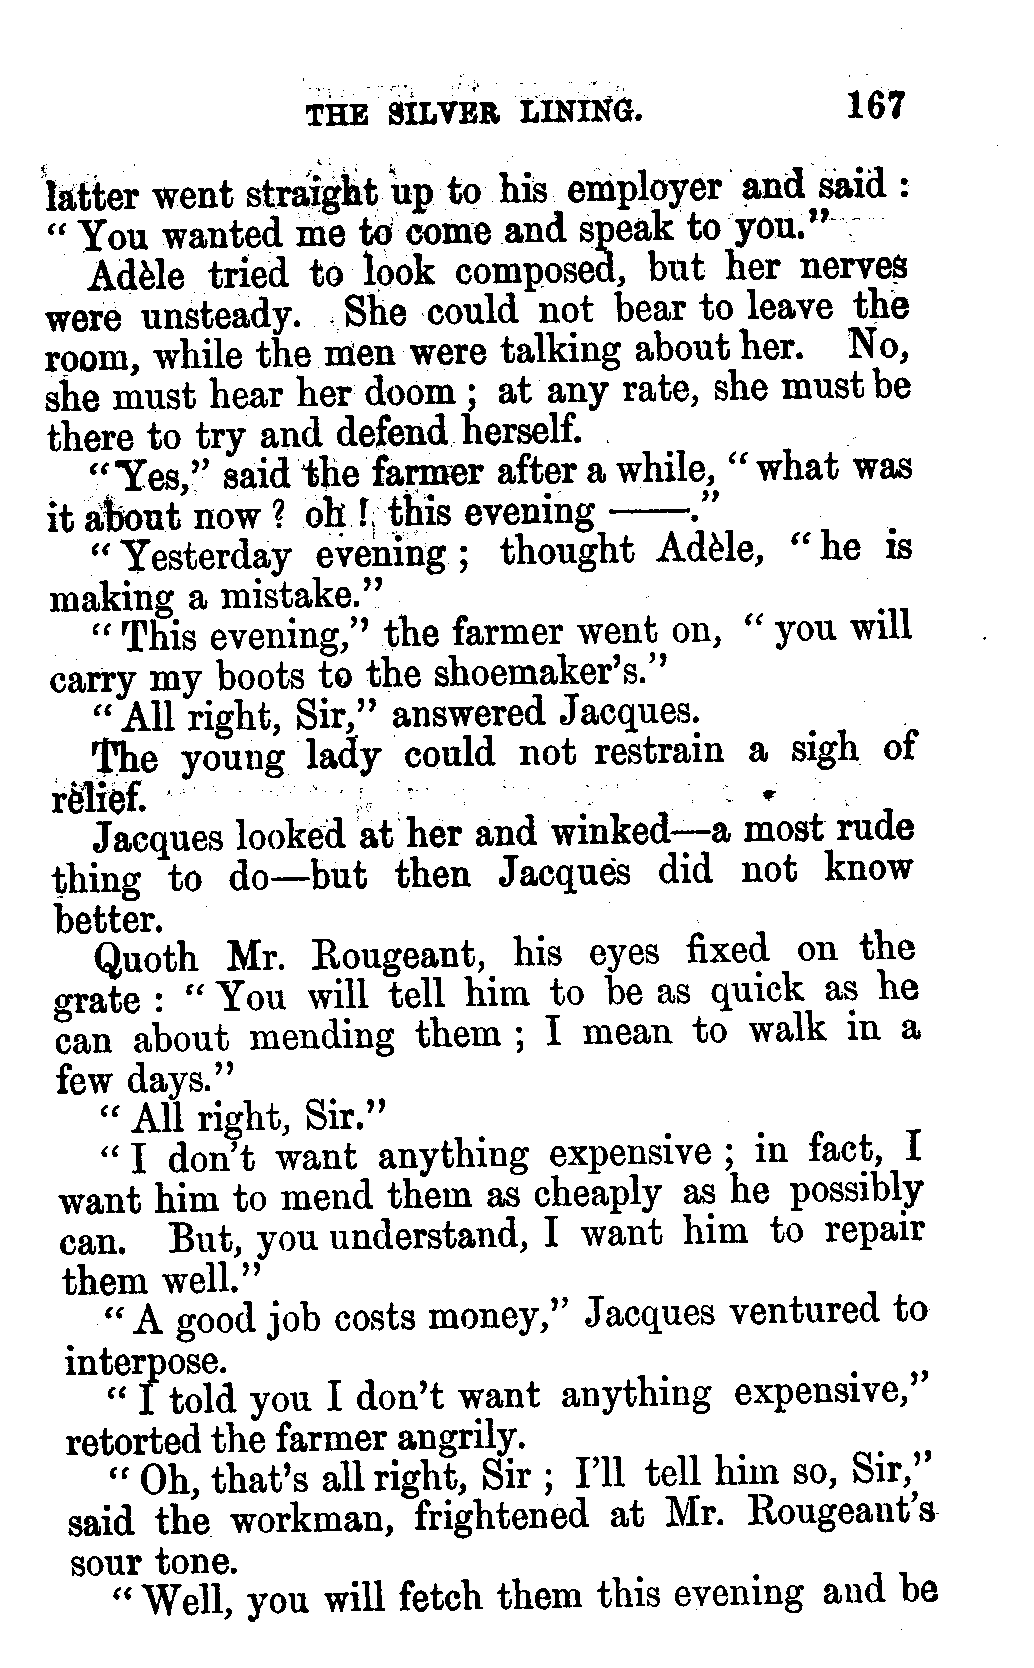 THE SILVER LINING. 167
latter went straight up to his employer and said :
“ You wanted me to come and speak to you.”
Adèle tried to look composed, but her nerves
were unsteady. She could not bear to leave the
room, while the men were talking about her. No,
she must hear her doom ; at any rate, she must be
there to try and defend herself.
“ Yes,” said the farmer after a while, “ what was
it about now ? oh ! this evening ——.”
“ Yesterday evening ; thought Adèle, “ he is
making a mistake.”
“ This evening,” the farmer went on, “ you will
carry my boots to the shoemaker’s.”
“ All right, Sir,” answered Jacques.
The young lady could not restrain a sigh of
relief.
Jacques looked at her and winked—a most rude
thing to do—but then Jacques did not know
better.
Quoth Mr. Rougeant, his eyes fixed on the
grate : “ You will tell him to be as quick as he
can about mending them ; I mean to walk in a
few days.”
“ All right, Sir.”
“ I don’t want anything expensive ; in fact, I
want him to mend them as cheaply as he possibly
can. But, you understand, I want him to repair
them well.”
“ A good job costs money,” Jacques ventured to
interpose.
“ I told you I don’t want anything expensive,”
retorted the farmer angrily.
“ Oh, that’s all right, Sir ; I’ll tell him so, Sir,”
said the workman, frightened at Mr. Rougeant’s
sour tone.
“ Well, you will fetch them this evening and be